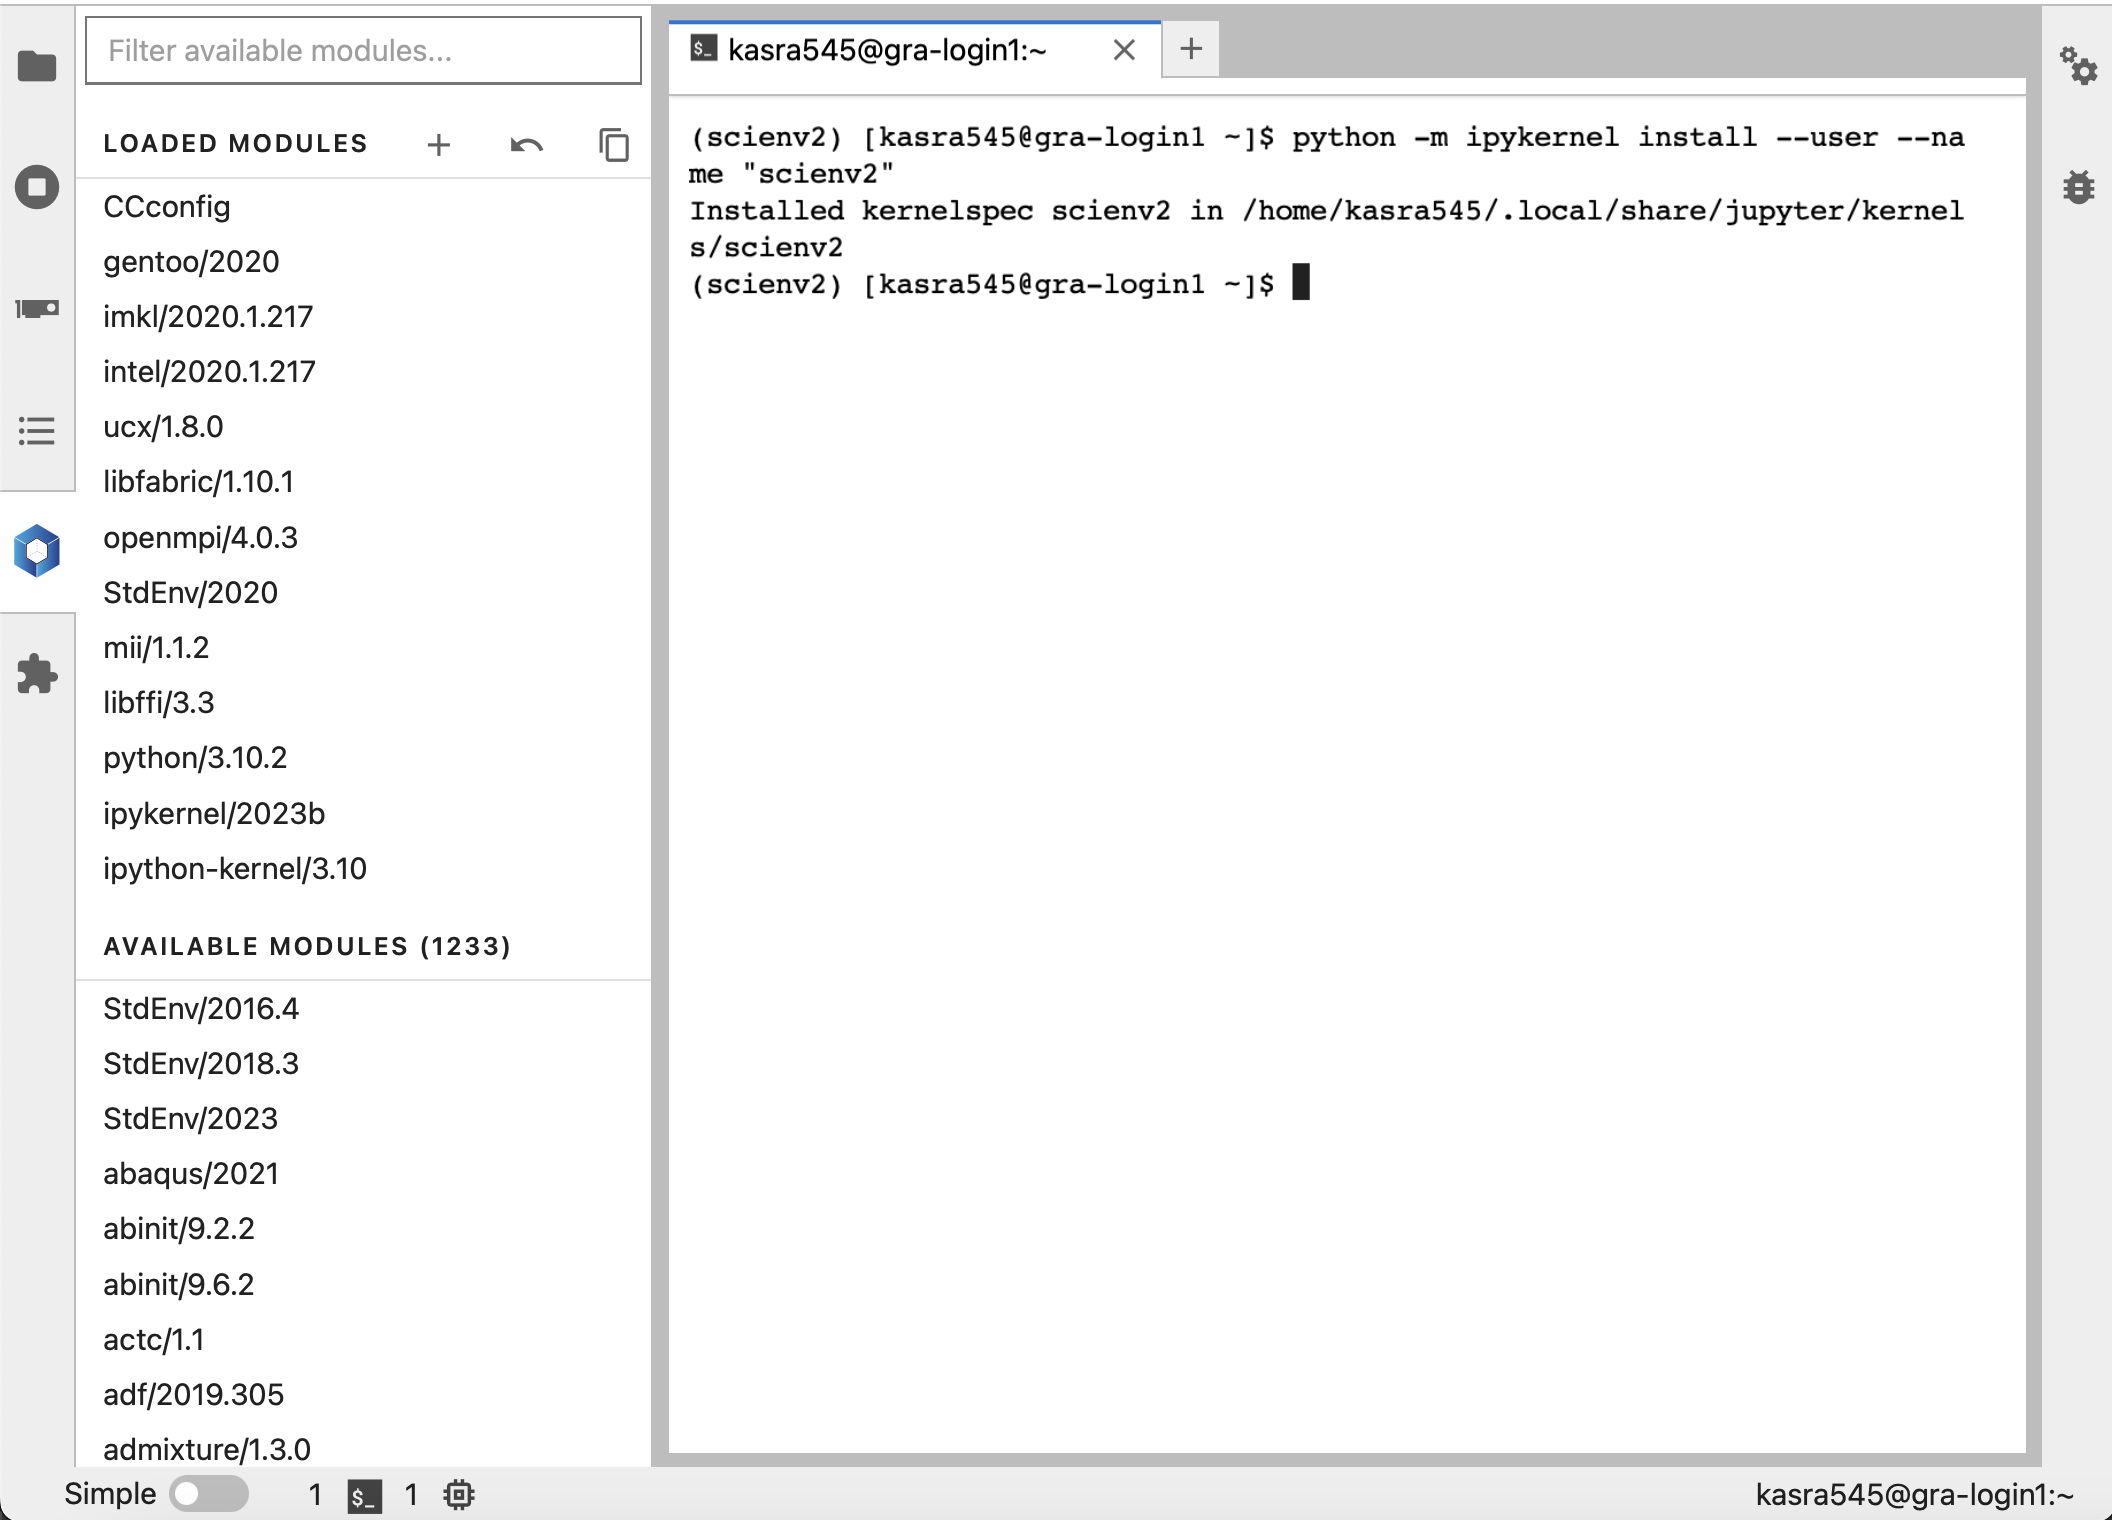 Filter available modules...
LOADED MODULES
CCconfig
gentoo/2020
imkl/2020.1.217
intel/2020.1.217
ucx/1.8.0
libfabric/1.10.1
openmpi/4.0.3
StdEnv/2020
mii/1.1.2
libffi/3.3
python/3.10.2
ipykernel/2023b
ipython-kernel/3.10
AVAILABLE MODULES (1233)
StdEnv/2016.4
StdEnv/2018.3
StdEnv/2023
abaqus/2021
abinit/9.2.2
abinit/9.6.2
actc/1.1
adf/2019.305
admixture/1.3.0
$_ kasra545@gra-login1:~
(scienv2) [kasra545@gra-login1 ~]$ python -m ipykernel install --user --na
me "scienv2"
Installed kernelspec scienv2 in /home/kasra545/.local/share/jupyter/kernel
s/scienv2
(scienv2) [kasra545@gra-login1 ~]$
Simple 1 $_ 1
kasra545@gra-login1:~